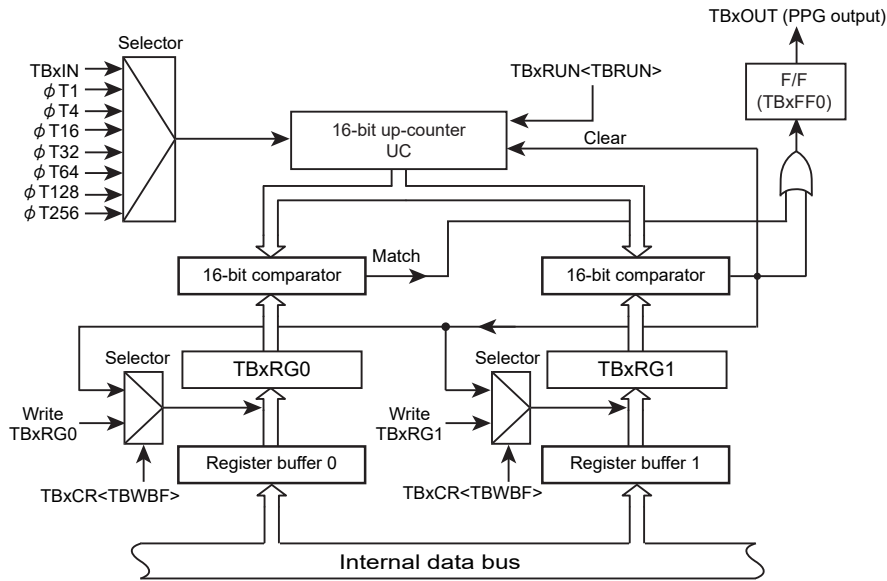 TBxOUT (PPG output)
Selector
TBxIN
ϕT1
ϕT4
ϕT16
ϕT32
ϕT64
ϕT128
ϕT256
TBxRUN<TBRUN>
F/F
(TBxFF0)
16-bit up-counter
UC
Clear
16-bit comparator
Match
16-bit comparator
Selector
TBxRG0
Selector
TBxRG1
Write
TBxRG0
Write
TBxRG1
Register buffer 0
Register buffer 1
TBxCR<TBWBF>
TBxCR<TBWBF>
Internal data bus